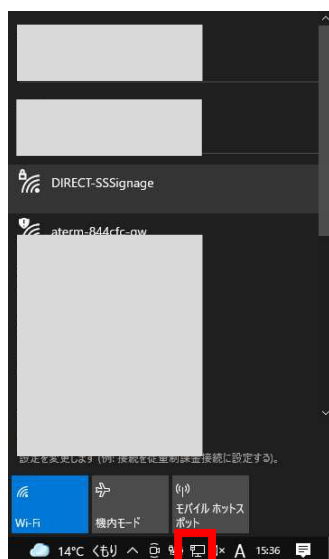 DIRECT-SSSignage
aterm-844cfc-gw
設定を変更します (例: 接続を従量制課金接続に設定する)。
Wi-Fi
機内モード
モバイル ホットス
ポット
14°C くもり
A
15:36